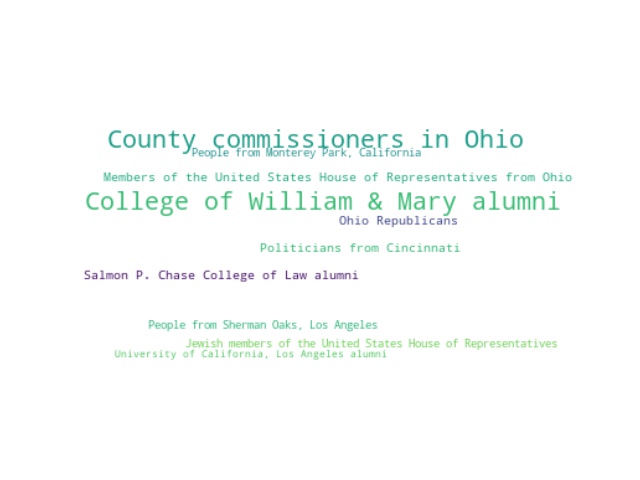 County commissioners in Ohio
People from Monterey Park, California
Members of the United States House of Representatives from Ohio
College of William & Mary alumni
Ohio Republicans
Politicians from Cincinnati
Salmon P. Chase College of Law alumni
People from Sherman Oaks, Los Angeles
Jewish members of the United States House of Representatives
University of California, Los Angeles alumni